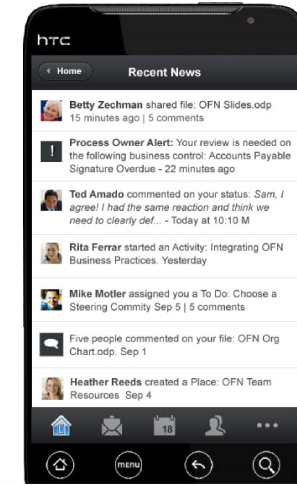 hTC
Home
Recent News
Betty Zechman shared file: OFN Slides.odp
15 minutes ago | 5 comments
! Process Owner Alert: Your review is needed on
the following business control: Accounts Payable
Signature Overdue - 22 minutes ago
Ted Amado commented on your status: Sam, I
agree! I had the same reaction and think we
need to clearly def... - Today at 10:10 M
Rita Ferrar started an Activity: Integrating OFN
Business Practices. Yesterday
Mike Motler assigned you a To Do: Choose a
Steering Commity Sep 5 | 5 comments
Five people commented on your file: OFN Org
Chart.odp. Sep 1
Heather Reeds created a Place: OFN Team
Resources Sep 4
18
MENU